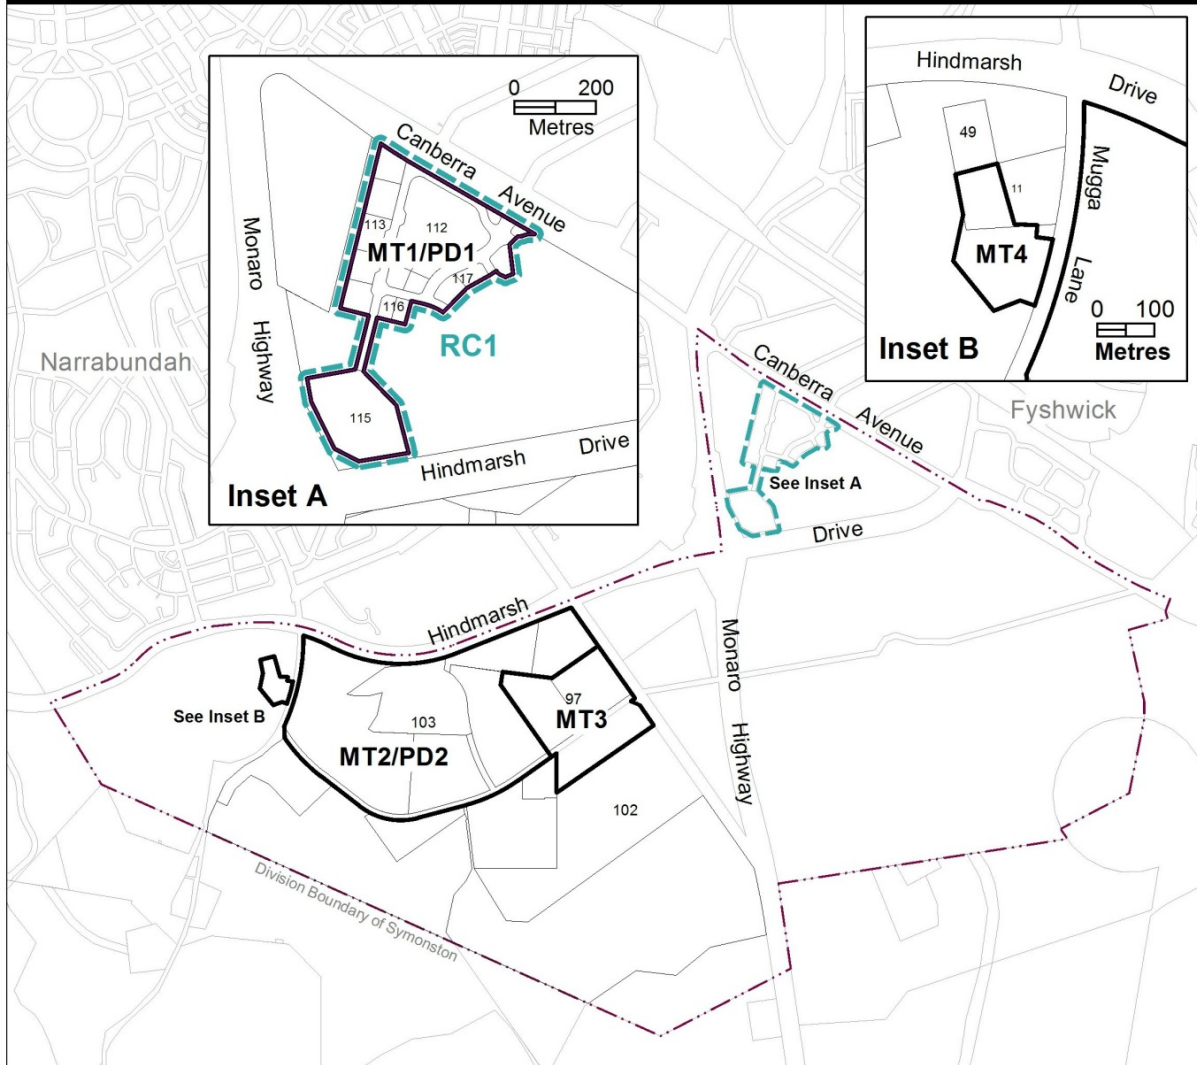 0 200
Metres
Canberra
Avenue
113
112
MT1/PD1
117
116
RC1
Monaro
Highway
115
Hindmarsh Drive
Inset A
Hindmarsh
Drive
49
11
Mugga
Lane
MT4
0 100
Metres
Inset B
Narrabundah
Fyshwick
Canberra
Avenue
See Inset A
Drive
Hindmarsh
Monaro
Highway
See Inset B
103
MT2/PD2
97
MT3
102
Division Boundary of Symonston